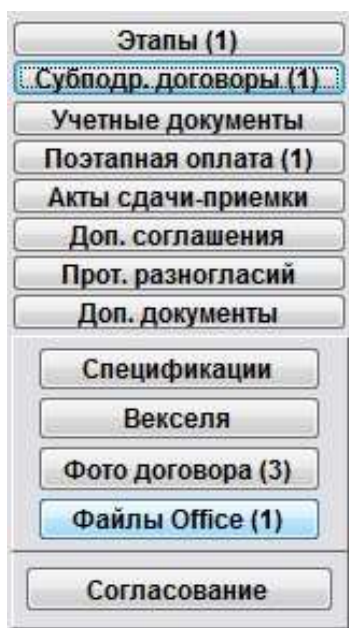 Этапы (1)
Субподр. договоры (1)
Учетные документы
Поэтапная оплата (1)
Акты сдачи-приемки
Доп. соглашения
Прот. разногласий
Доп. документы
Спецификации
Векселя
Фото договора (3)
Файлы Office (1)
Согласование